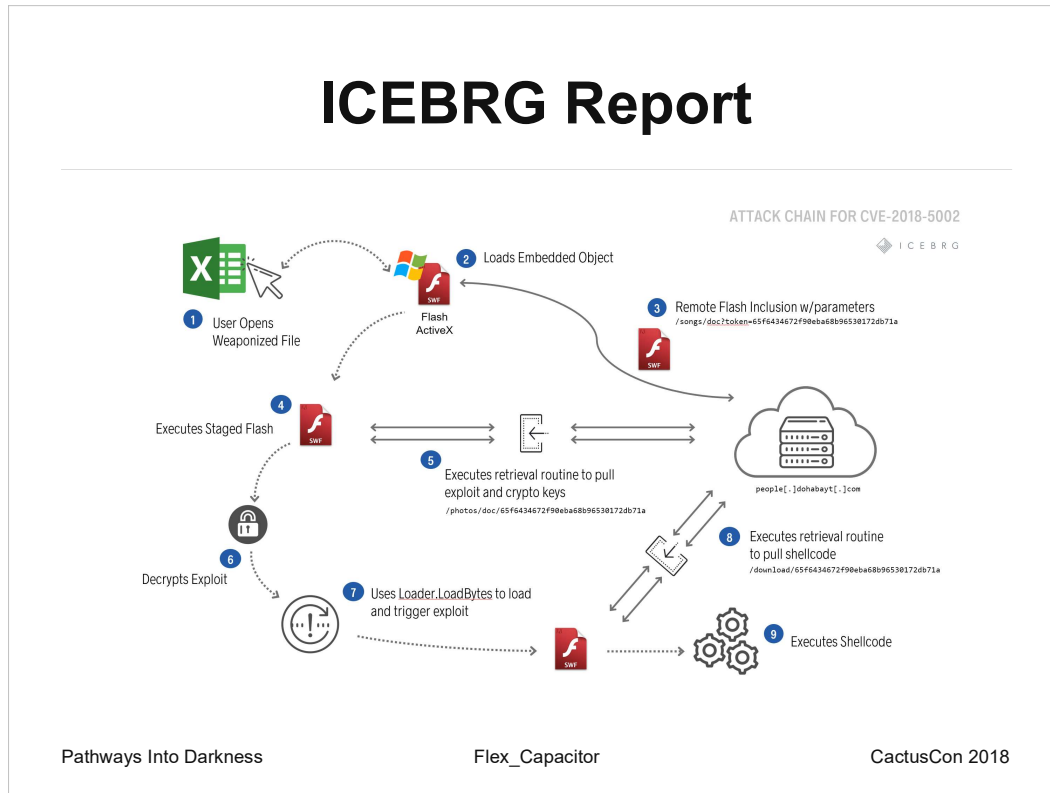 ICEBRG Report
ATTACK CHAIN FOR CVE-2018-5002
ICEBRG
X
1
User Opens
Weaponized File
SWF
Flash
ActiveX
2
Loads Embedded Object
3
Remote Flash Inclusion w/parameters
/songs/doc?token=65f6434672f90eba68b96530172db71a
SWF
4
Executes Staged Flash
SWF
5
Executes retrieval routine to pull
exploit and crypto keys
/photos/doc/65f6434672f90eba68b96530172db71a
people[.]dohabayt[.]com
6
Decrypts Exploit
7
Uses Loader.LoadBytes to load
and trigger exploit
SWF
8
Executes retrieval routine
to pull shellcode
/download/65f6434672f90eba68b96530172db71a
9
Executes Shellcode
Pathways Into Darkness
Flex_Capacitor
CactusCon 2018